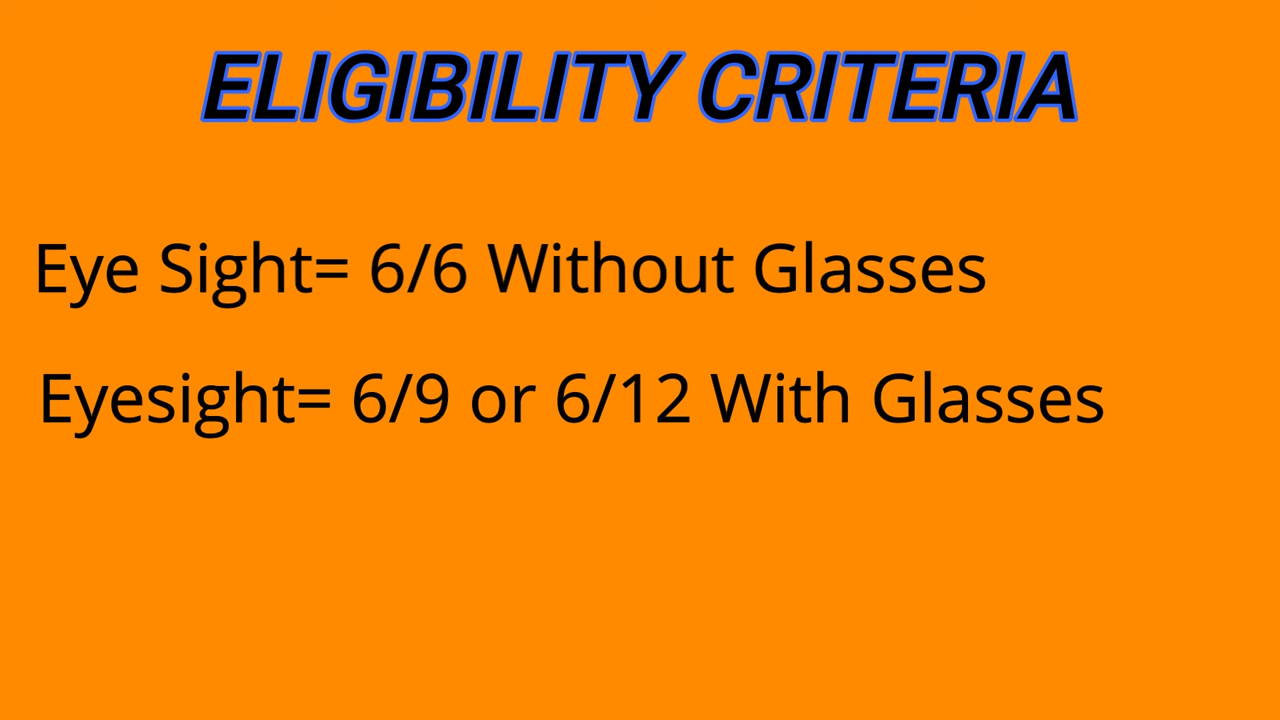 ELIGIBILITY CRITERIA
Eye Sight= 6/6 Without Glasses
Eyesight= 6/9 or 6/12 With Glasses